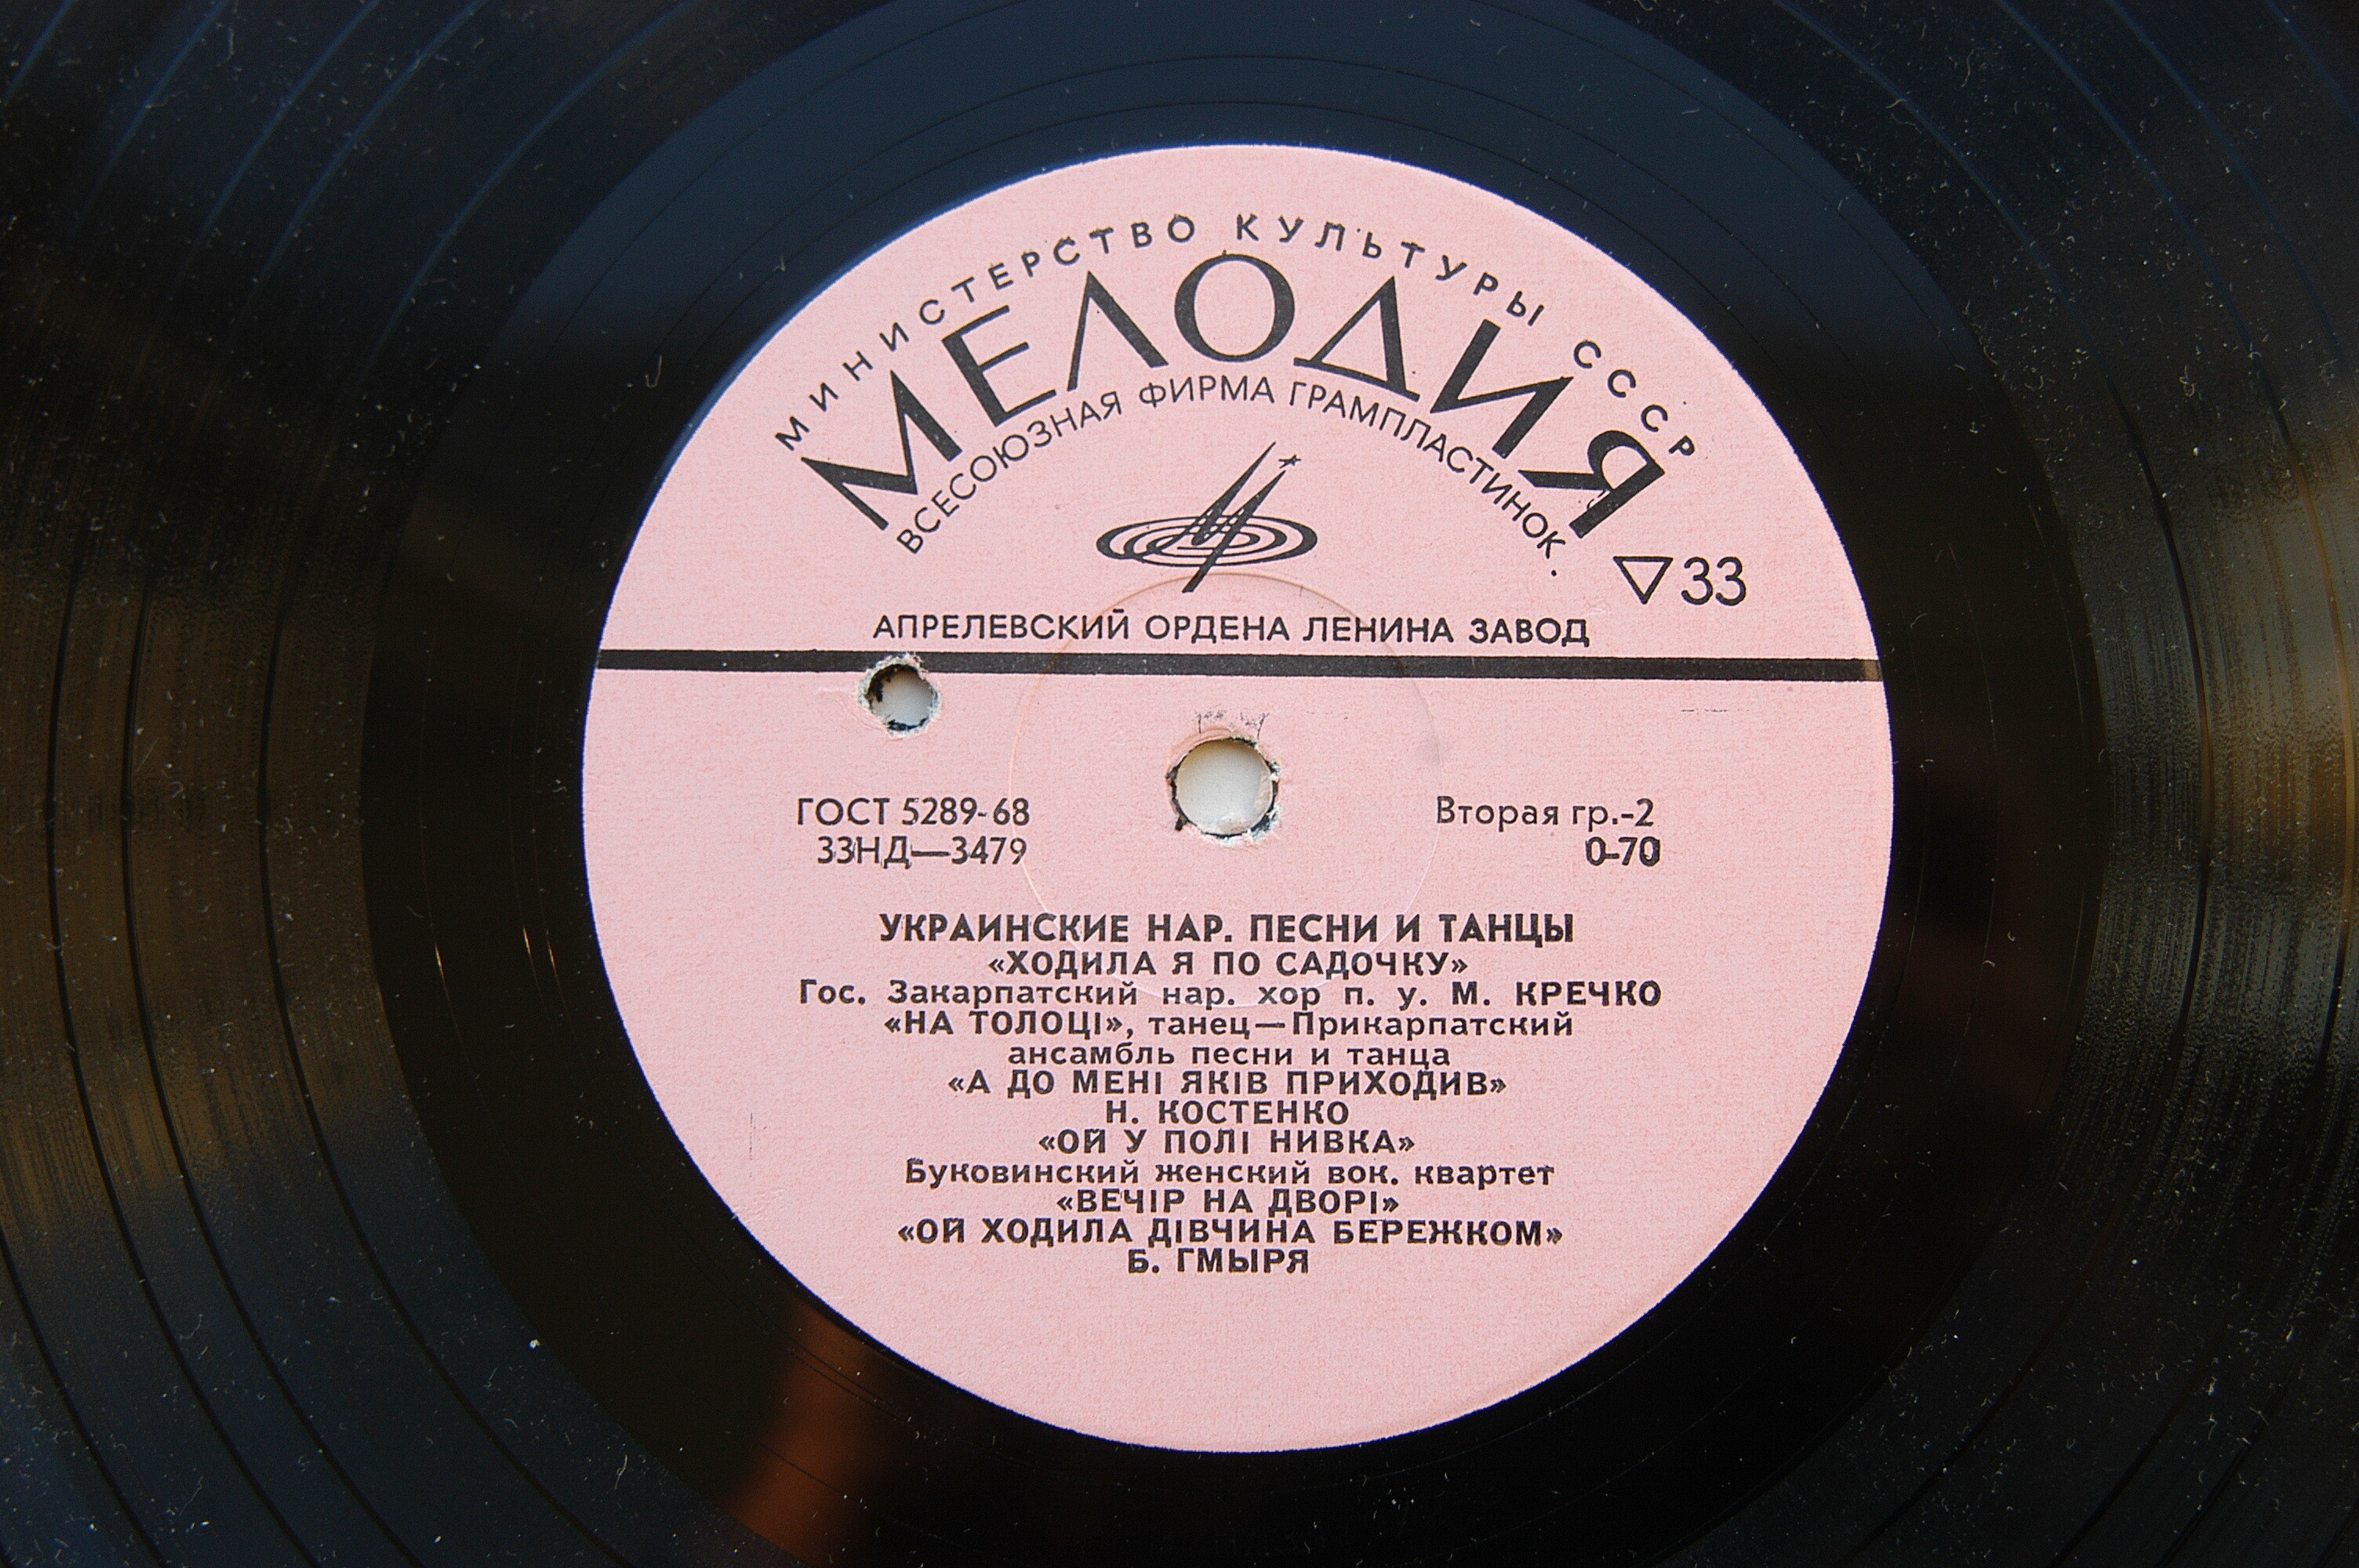 МИНИСТЕРСТВО КУЛЬТУРЫ СССР
МЕЛОДИЯ
ВСЕСОЮЗНАЯ ФИРМА ГРАМПЛАСТИНОК.
▽33
АПРЕЛЕВСКИЙ ОРДЕНА ЛЕНИНА ЗАВОД
ГОСТ 5289-68
Вторая гр.-2
33НД—3479
0-70
УКРАИНСКИЕ НАР. ПЕСНИ И ТАНЦЫ
«ХОДИЛА Я ПО САДОЧКУ»
Гос. Закарпатский нар. хор п. у. М. КРЕЧКО
«НА ТОЛОЦІ», танец—Прикарпатский
ансамбль песни и танца
«А ДО МЕНІ ЯКІВ ПРИХОДИВ»
Н. КОСТЕНКО
«ОЙ У ПОЛІ НИВКА»
Буковинский женский вок. квартет
«ВЕЧІР НА ДВОРІ»
«ОЙ ХОДИЛА ДІВЧИНА БЕРЕЖКОМ»
Б. ГМЫРЯ